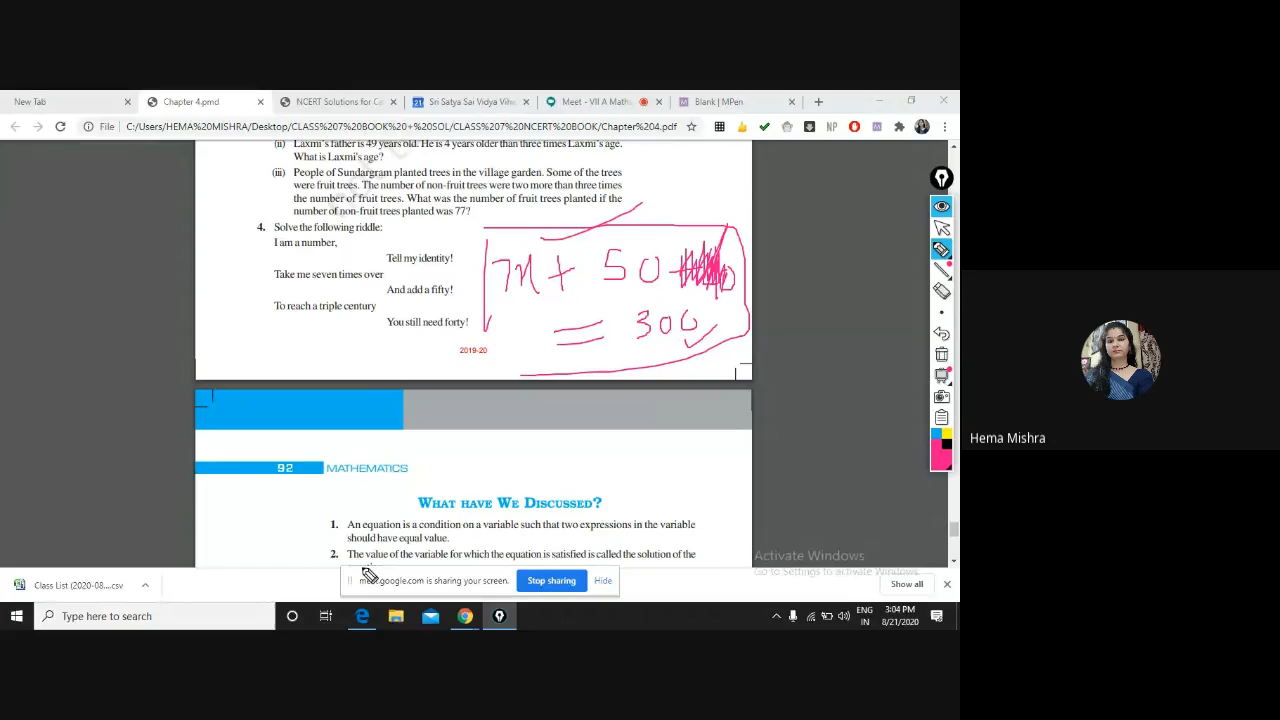 New Tab
Chapter 4.pmd
NCERT Solutions for Ca
Sri Satya Sai Vidya Vih
Meet - VII A Maths
Blank | MPen
File
C:/Users/HEMA%20MISHRA/Desktop/CLASS%207%20BOOK%20+%20SOL/CLASS%207%20NCERT%20BOOK/Chapter%204.pdf
NP
(ii) Laxmi's father is 49 years old. He is 4 years older than three times Laxmi's age.
What is Laxmi's age?
(iii) People of Sundargram planted trees in the village garden. Some of the trees
were fruit trees. The number of non-fruit trees were two more than three times
the number of fruit trees. What was the number of fruit trees planted if the
number of non-fruit trees planted was 77?
4. Solve the following riddle:
I am a number,
Tell my identity!
Take me seven times over
And add a fifty!
To reach a triple century
You still need forty!
7x + 50
= 300
2019-20
Hema Mishra
92 MATHEMATICS
WHAT HAVE WE DISCUSSED?
1. An equation is a condition on a variable such that two expressions in the variable
should have equal value.
2. The value of the variable for which the equation is satisfied is called the solution of the
Activate Windows
Go to Settings to activate Windows.
meet.google.com is sharing your screen.
Stop sharing
Hide
Class List (2020-08....csv
Show all
Type here to search
ENG
IN
3:04 PM
8/21/2020